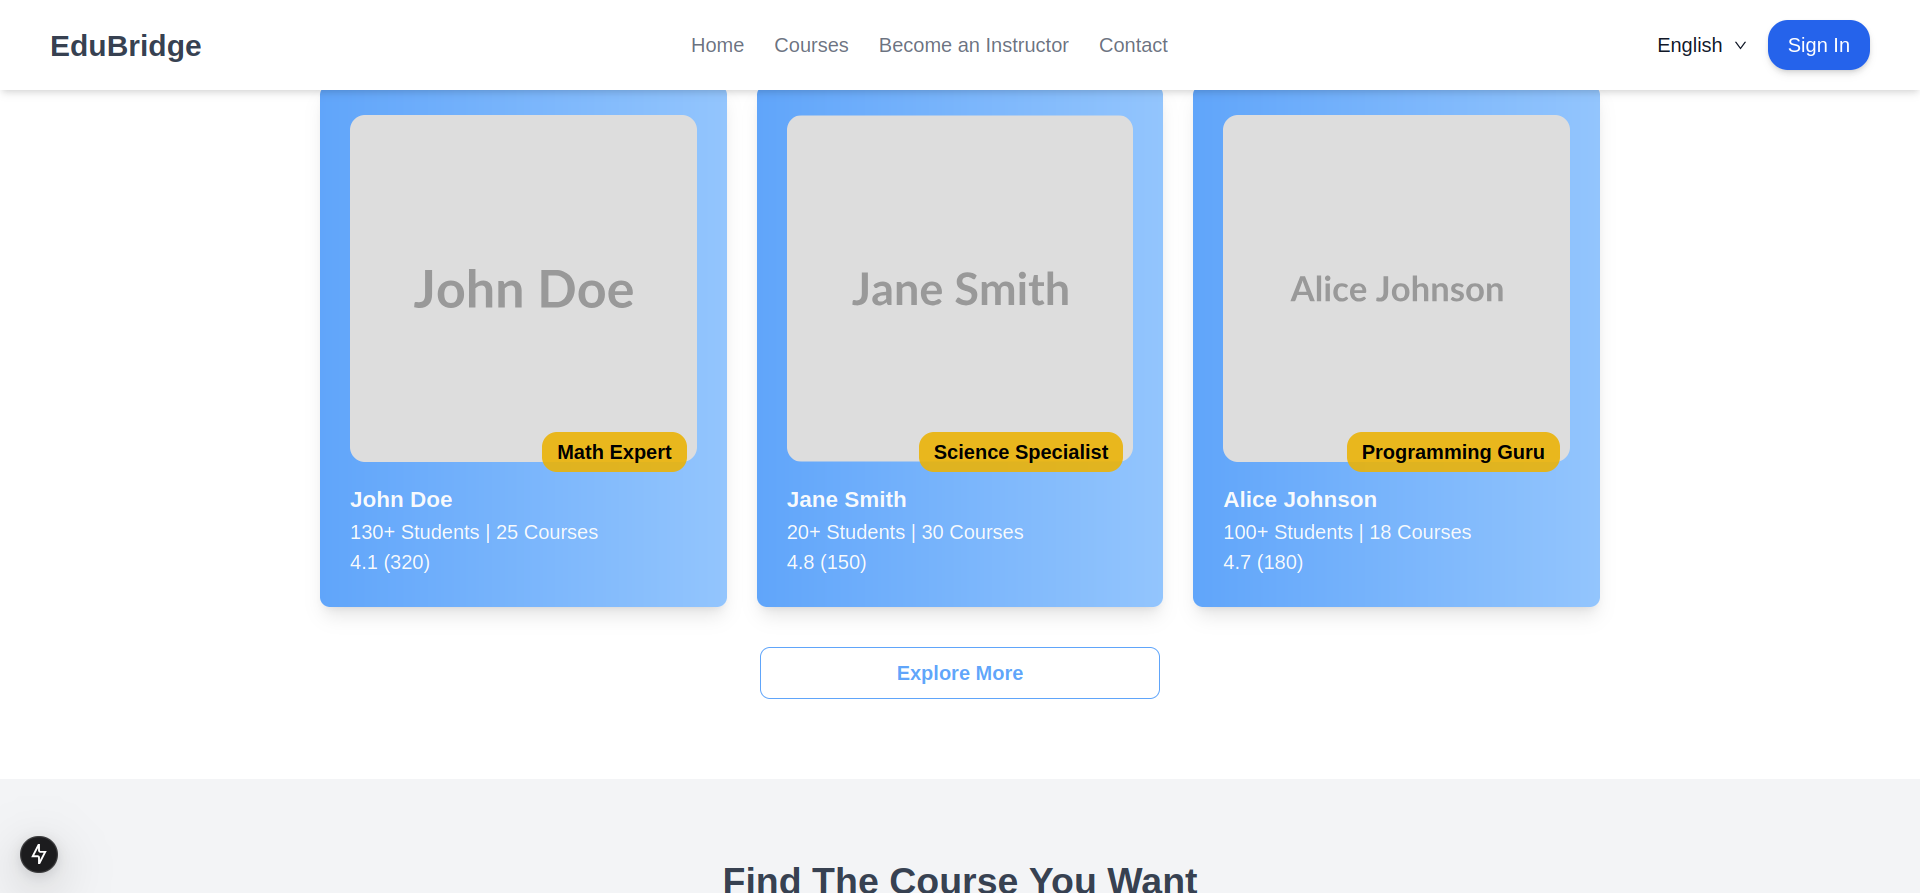 EduBridge
Home
Courses
Become an Instructor
Contact
English
Sign In
John Doe
Jane Smith
Alice Johnson
Math Expert
Science Specialist
Programming Guru
John Doe
130+ Students | 25 Courses
4.1 (320)
Jane Smith
20+ Students | 30 Courses
4.8 (150)
Alice Johnson
100+ Students | 18 Courses
4.7 (180)
Explore More
Find The Course You Want